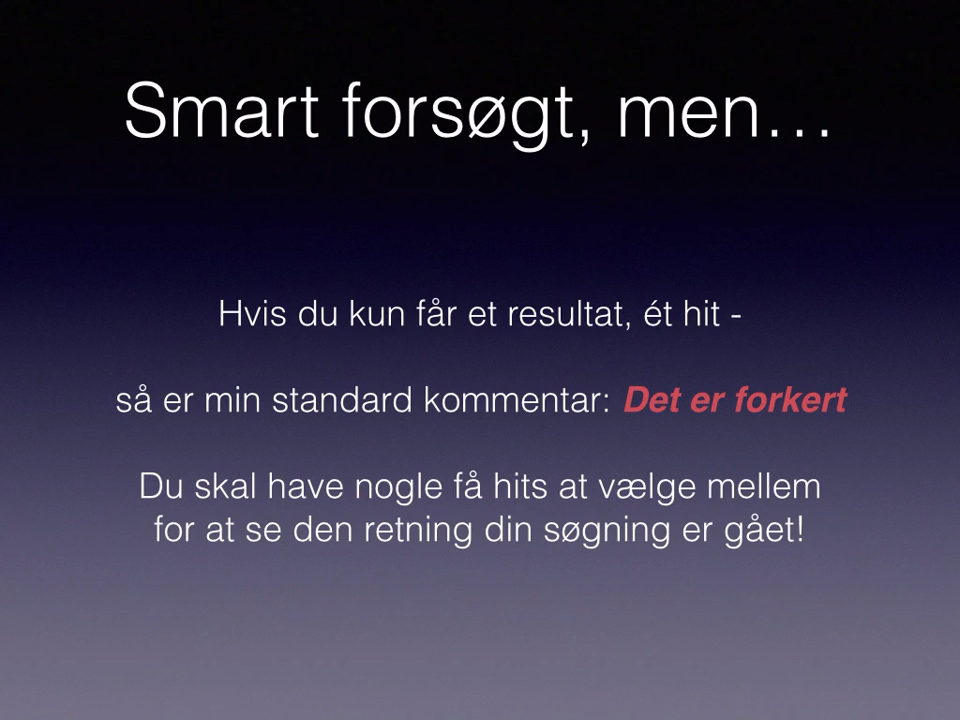 Smart forsøgt, men…
Hvis du kun får et resultat, ét hit -
så er min standard kommentar: Det er forkert
Du skal have nogle få hits at vælge mellem
for at se den retning din søgning er gået!